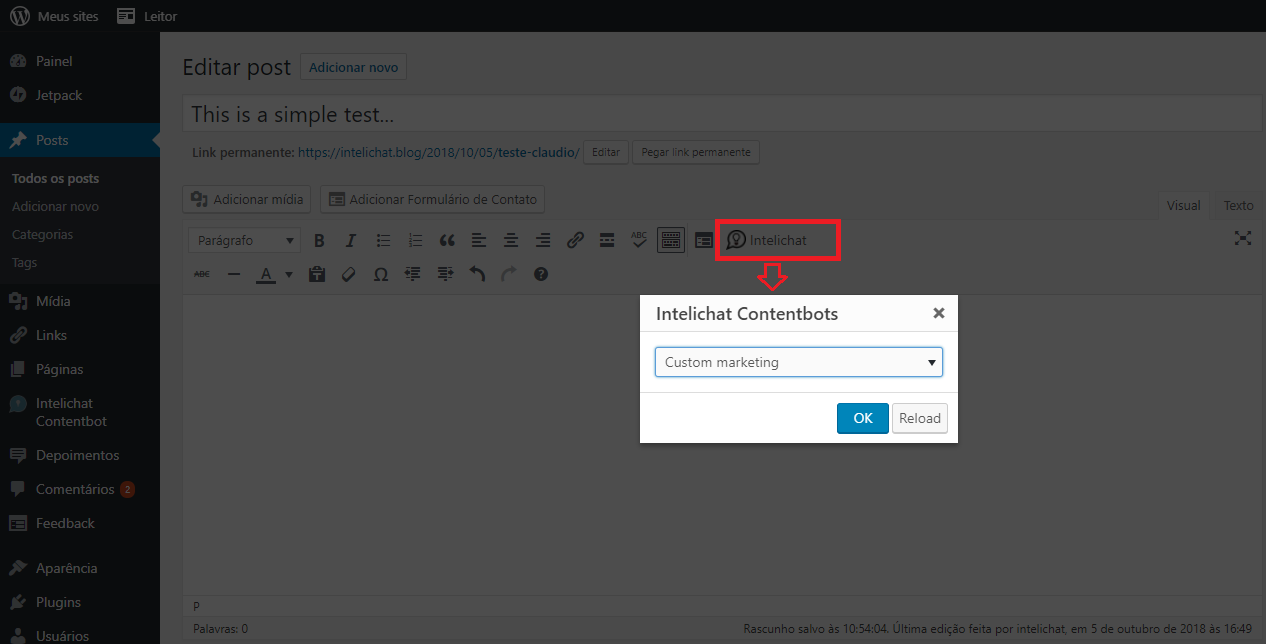 Meus sites
Leitor
Painel
Jetpack
Posts
Todos os posts
Adicionar novo
Categorias
Tags
Mídia
Links
Páginas
Intelichat
Contentbot
Depoimentos
Comentários 2
Feedback
Aparência
Plugins
Usuários
Editar post Adicionar novo
This is a simple test...
Link permanente: https://intelichat.blog/2018/10/05/teste-claudio/ Editar Pegar link permanente
Adicionar mídia Adicionar Formulário de Contato
Visual Texto
Parágrafo B I ABC Intelichat
ABC A Ω
Intelichat Contentbots
Custom marketing
OK Reload
P
Palavras: 0
Rascunho salvo às 10:54:04. Última edição feita por intelichat, em 5 de outubro de 2018 às 16:49